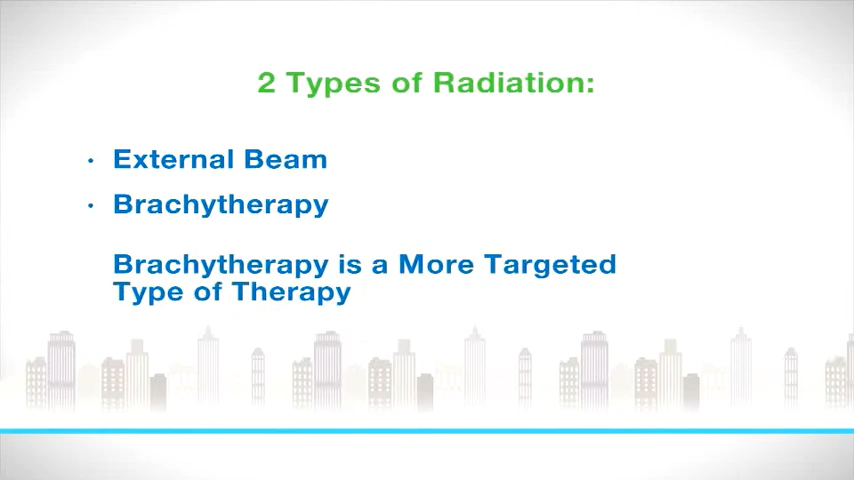 2 Types of Radiation:
· External Beam
· Brachytherapy
Brachytherapy is a More Targeted
Type of Therapy